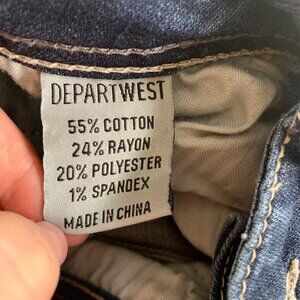 DEPARTWEST
55% COTTON
24% RAYON
20% POLYESTER
1% SPANDEX
MADE IN CHINA